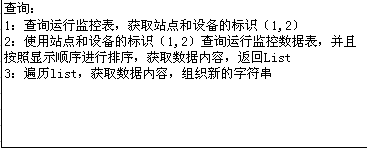 查询:
1: 查询运行监控表，获取站点和设备的标识（1,2）
2: 使用站点和设备的标识（1,2）查询运行监控数据表，并且
按照显示顺序进行排序，获取数据内容，返回List
3: 遍历list，获取数据内容，组织新的字符串